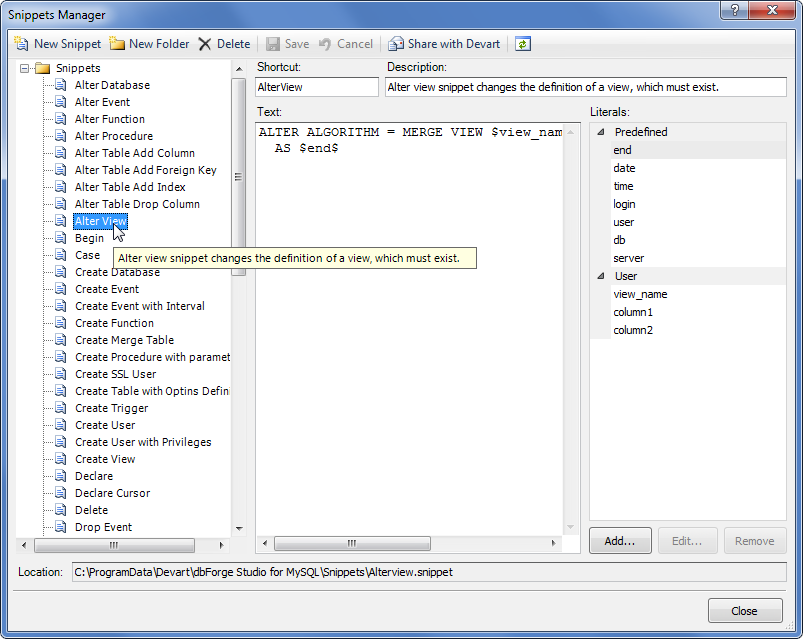 Snippets Manager
New Snippet New Folder Delete Save Cancel Share with Devart
Snippets
Alter Database
Alter Event
Alter Function
Alter Procedure
Alter Table Add Column
Alter Table Add Foreign Key
Alter Table Add Index
Alter Table Drop Column
Alter View
Begin
Case
Create Database
Create Event
Create Event with Interval
Create Function
Create Merge Table
Create Procedure with paramet
Create SSL User
Create Table with Optins Defin
Create Trigger
Create User
Create User with Privileges
Create View
Declare
Declare Cursor
Delete
Drop Event
Shortcut:
AlterView
Description:
Alter view snippet changes the definition of a view, which must exist.
Text:
ALTER ALGORITHM = MERGE VIEW $view_nam
AS $end$
Alter view snippet changes the definition of a view, which must exist.
Literals:
Predefined
end
date
time
login
user
db
server
User
view_name
column1
column2
Add... Edit... Remove
Location: C:\ProgramData\Devart\dbForge Studio for MySQL\Snippets\Alterview.snippet
Close